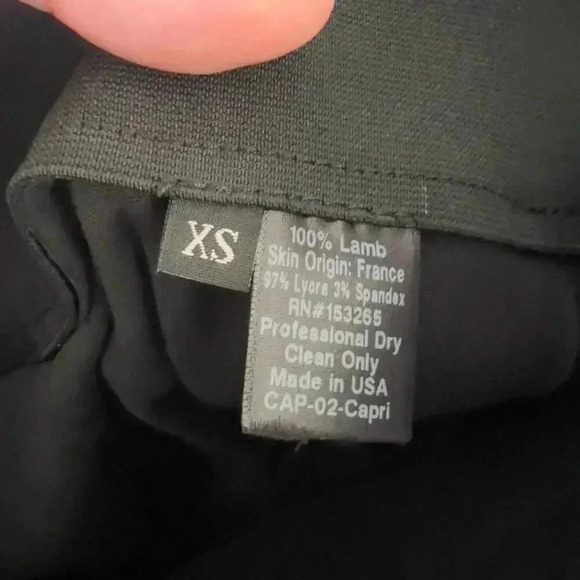 XS
100% Lamb
Skin Origin: France
97% Lycra 3% Spandex
RN#153265
Professional Dry
Clean Only
Made in USA
CAP-02-Capri